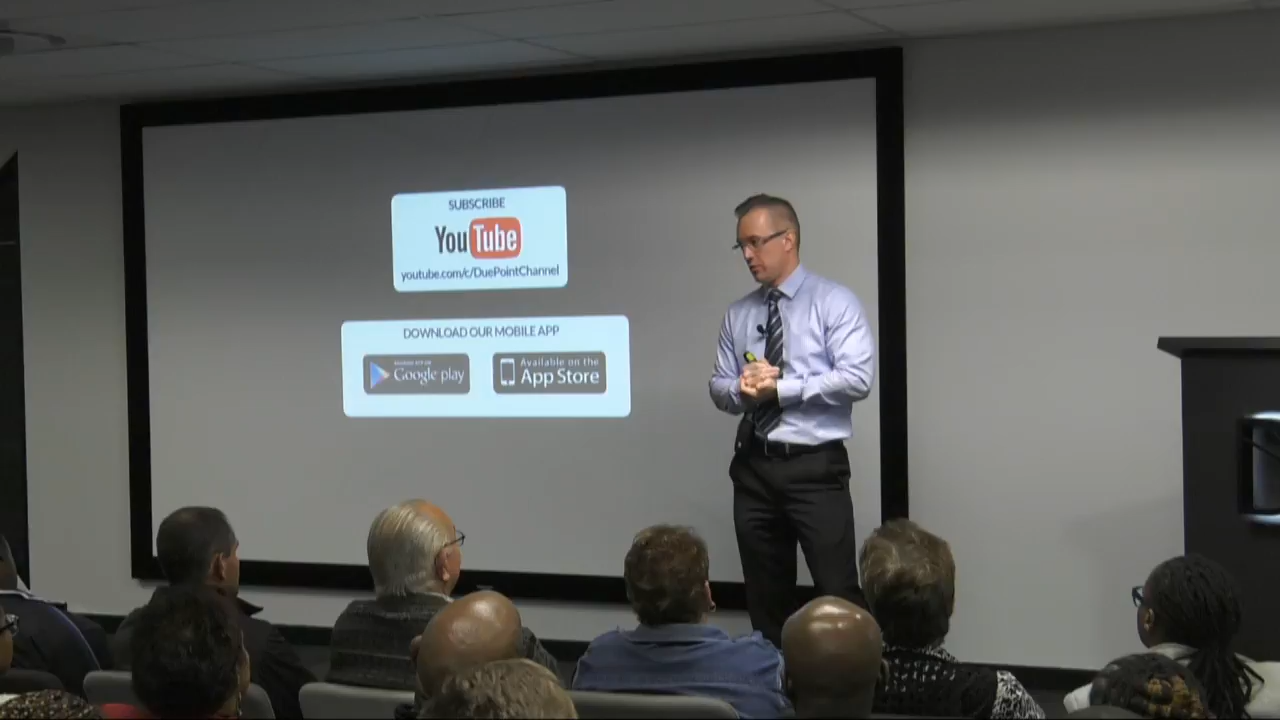 SUBSCRIBE
YouTube
youtube.com/c/DuePointChannel
DOWNLOAD OUR MOBILE APP
Google play
Available on the
App Store